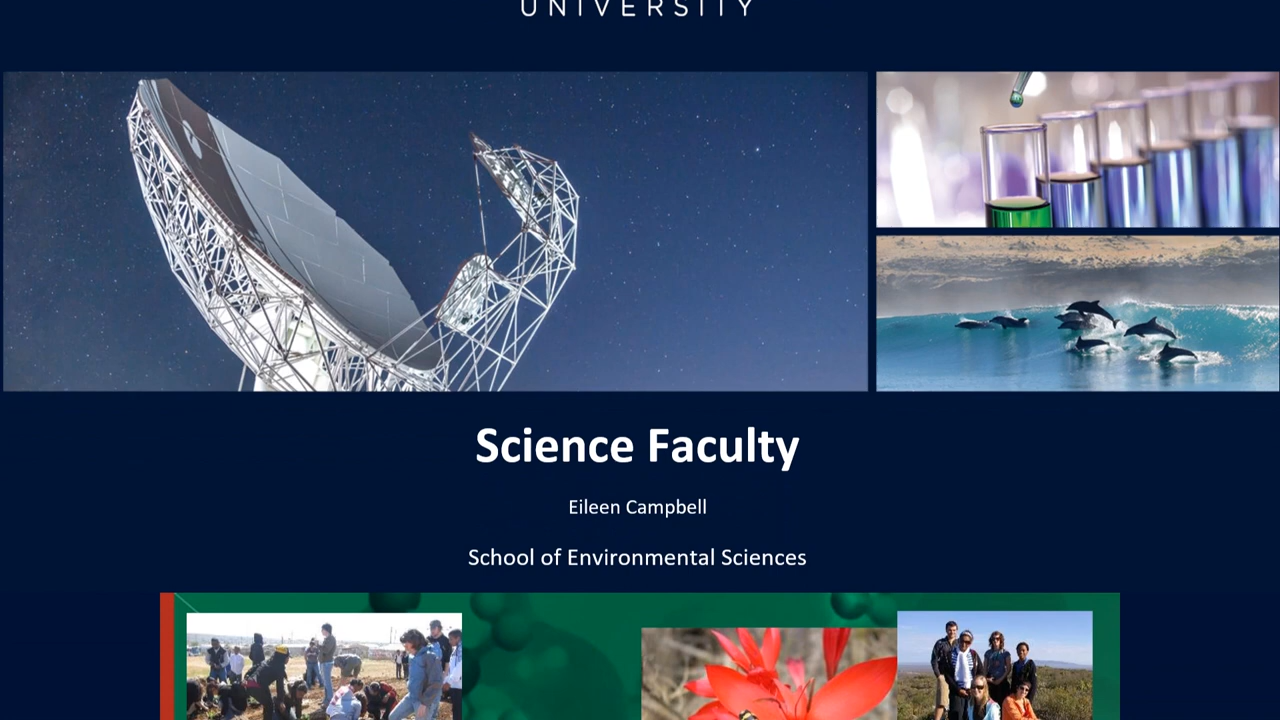 UNIVERSITY
Science Faculty
Eileen Campbell
School of Environmental Sciences